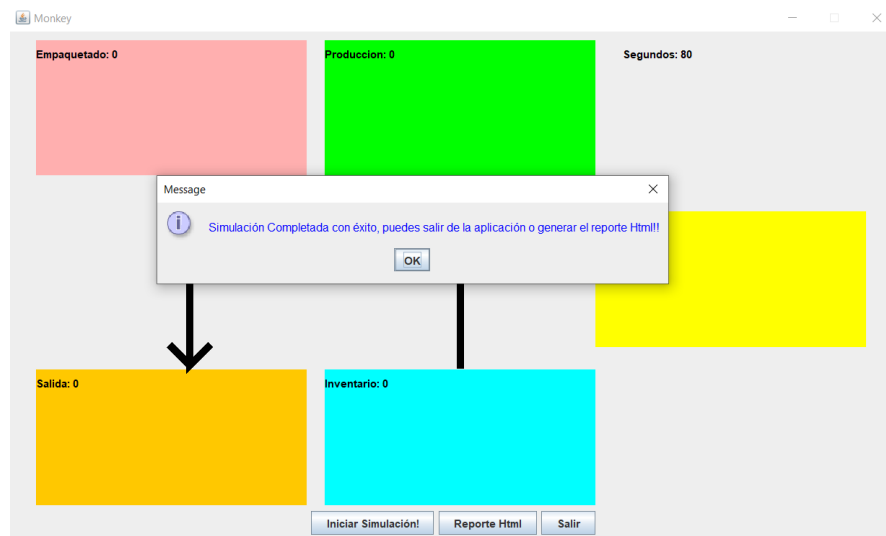 Monkey
Empaquetado: 0
Produccion: 0
Segundos: 80
Message
Simulación Completada con éxito, puedes salir de la aplicación o generar el reporte Html!!
OK
Salida: 0
Inventario: 0
Iniciar Simulación!
Reporte Html
Salir